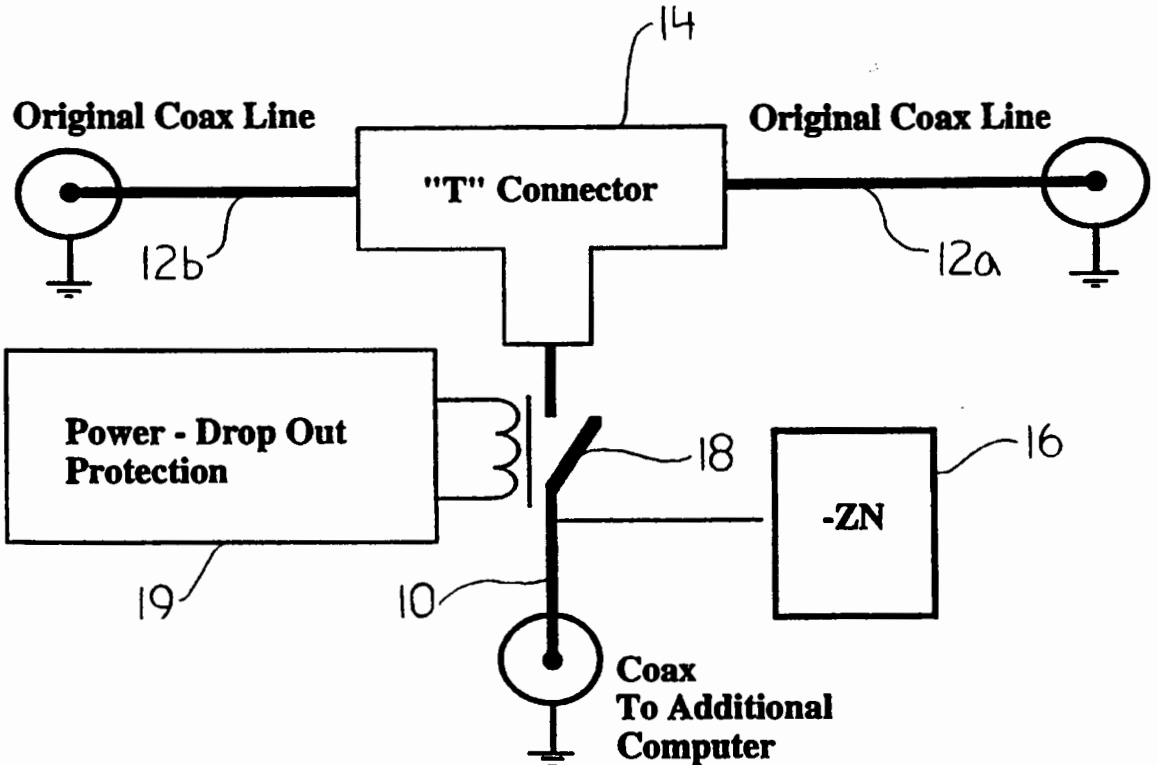 14
Original Coax Line
Original Coax Line
"T" Connector
12b
12a
Power - Drop Out
Protection
18
16
-ZN
19
10
Coax
To Additional
Computer